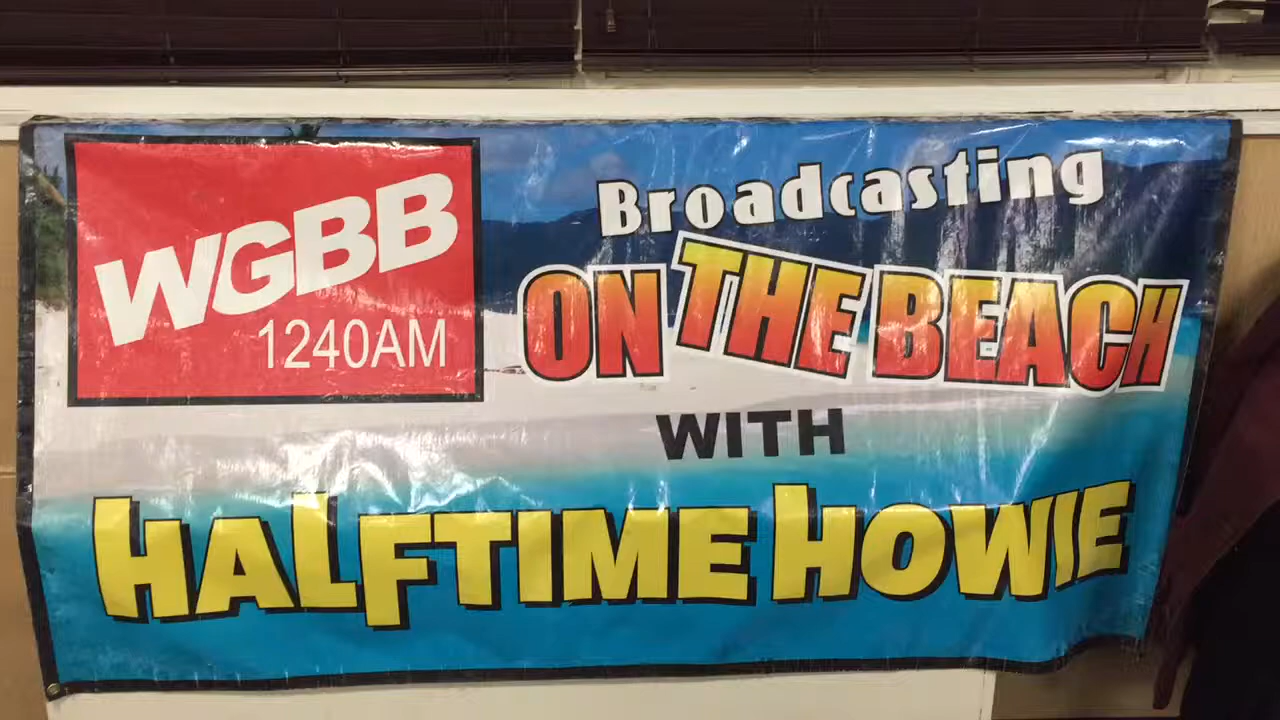 WGBB
1240AM
Broadcasting
ON THE BEACH
WITH
HALFTIME HOWIE